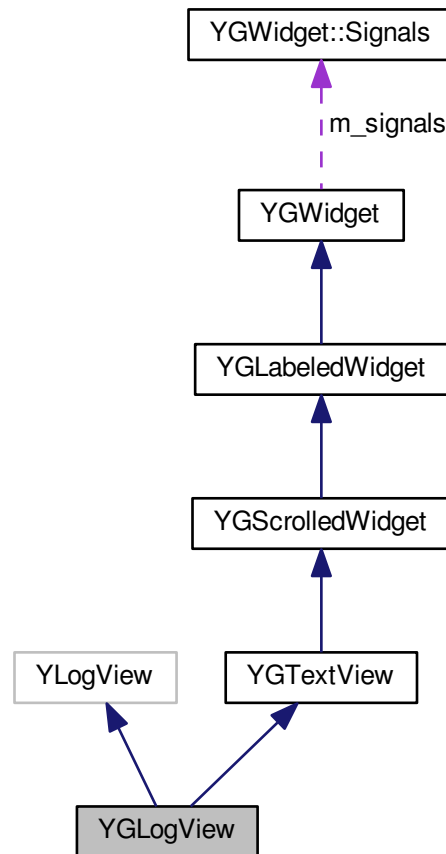 YGWidget::Signals
m_signals
YGWidget
YGLabeledWidget
YGScrolledWidget
YLogView
YGTextView
YGLogView